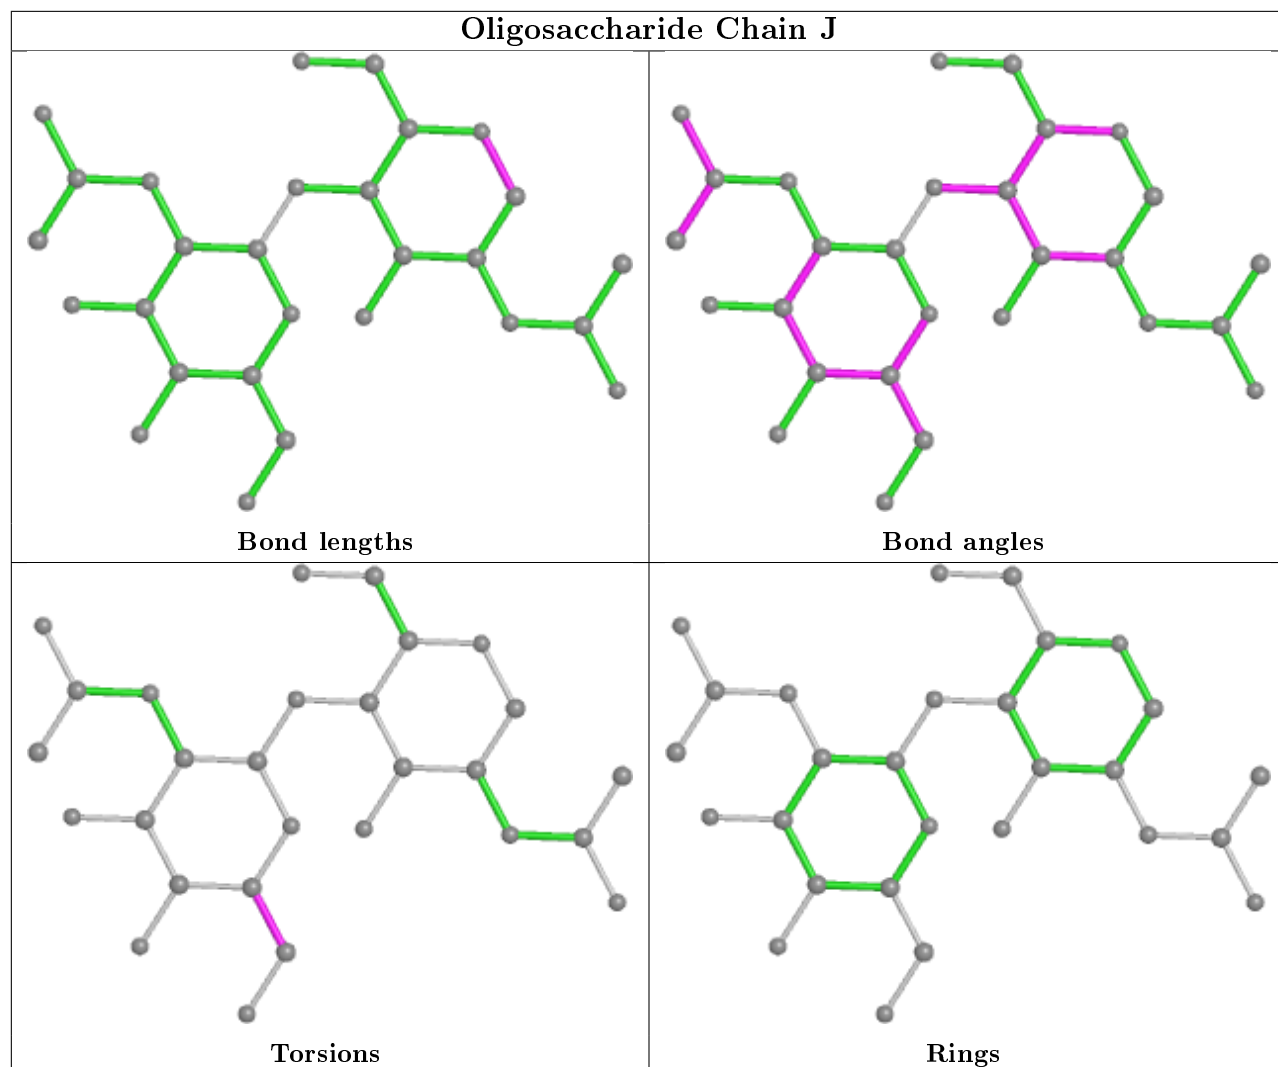 Oligosaccharide Chain J
Bond lengths
Bond angles
Torsions
Rings